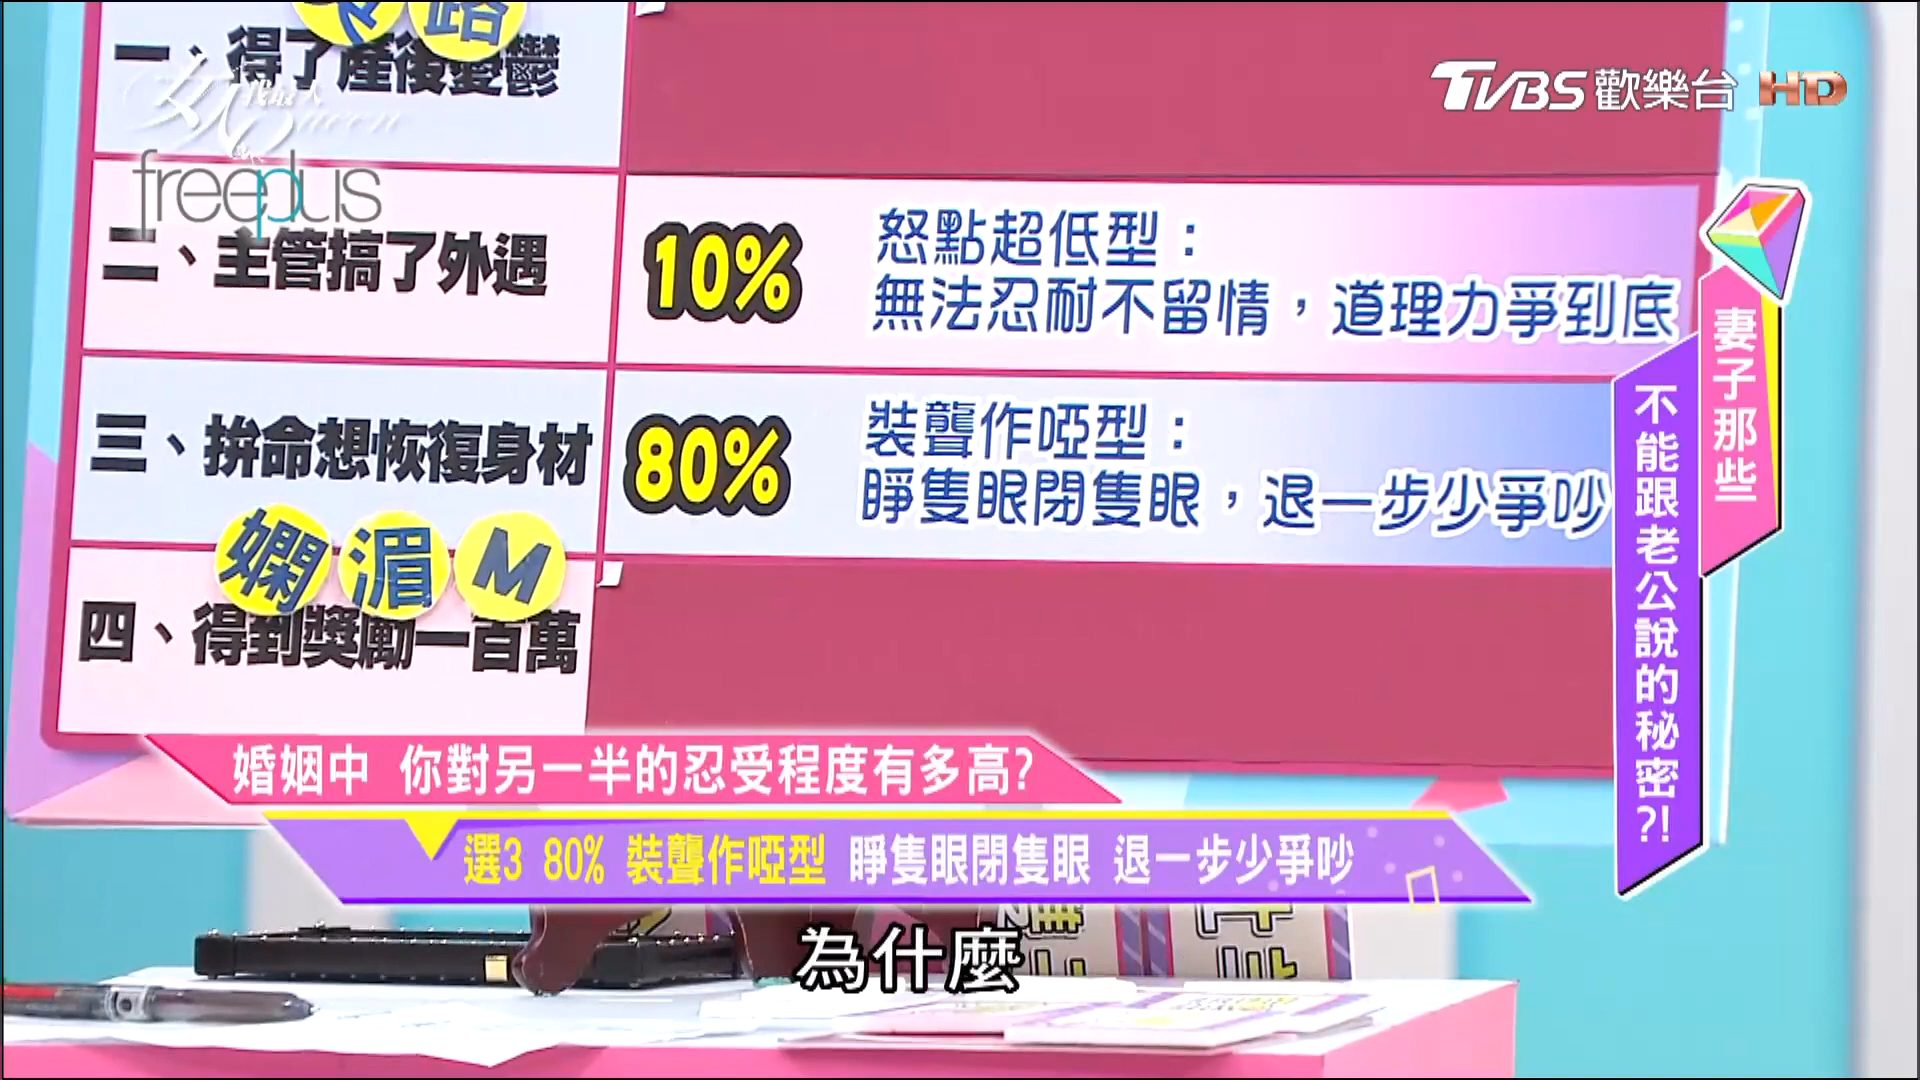 路
一、得了產後憂鬱
女人
Queen
freeplus
TVBS歡樂台 HD
二、主管搞了外遇
10%
怒點超低型：
無法忍耐不留情，道理力爭到底
三、拚命想恢復身材
80%
裝聾作啞型：
睜隻眼閉隻眼，退一步少爭吵
嫻 湄 M
四、得到獎勵一百萬
妻子那些
不能跟老公說的秘密?!
婚姻中 你對另一半的忍受程度有多高?
選3 80% 裝聾作啞型 睜隻眼閉隻眼 退一步少爭吵
為什麼